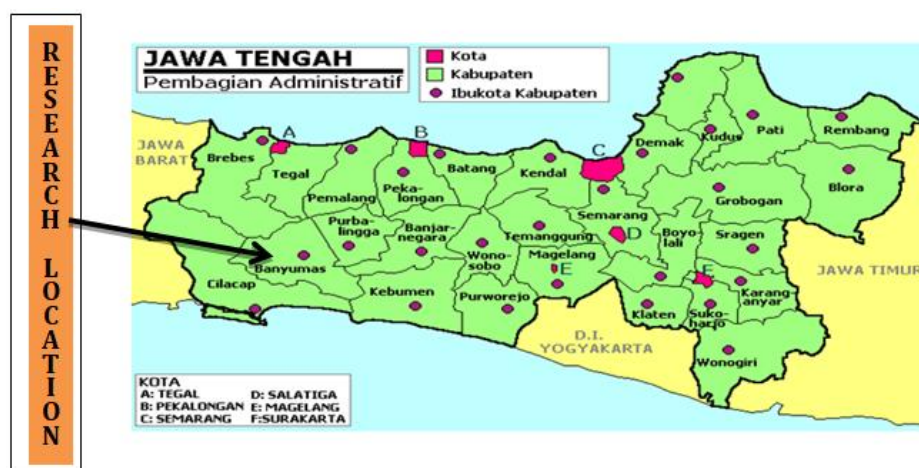 RESEARCH LOCATION
JAWA TENGAH
Pembagian Administratif
Kota
Kabupaten
Ibukota Kabupaten
JAWA
BARAT
Brebes
A
Tegal
Pemalang
B
Peka-
longan
Batang
Kendal
C
Semarang
Demak
Kudus
Pati
Rembang
Blora
Grobogan
Purba-
lingga
Banjar-
negara
Wono-
sobo
Temanggung
D
Boyo-
lali
Sragen
Banyumas
Cilacap
Kebumen
Purworejo
Magelang
E
Klaten
F
Suko-
harjo
Karang-
anyar
Wonogiri
JAWA TIMUR
D.I.
YOGYAKARTA
KOTA
A: TEGAL D: SALATIGA
B: PEKALONGAN E: MAGELANG
C: SEMARANG F:SURAKARTA